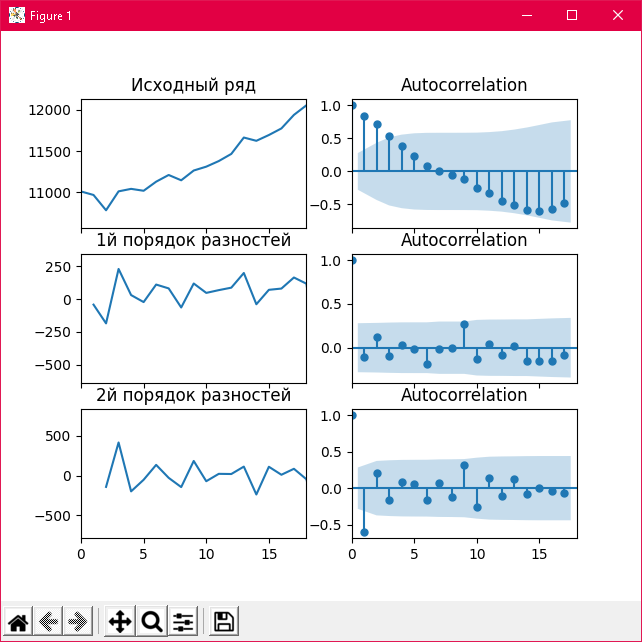 Figure 1
Исходный ряд
Autocorrelation
12000
11500
11000
1.0
0.5
0.0
−0.5
1й порядок разностей
Autocorrelation
250
0
−250
−500
1.0
0.5
0.0
2й порядок разностей
Autocorrelation
500
0
−500
1.0
0.5
0.0
−0.5
0 5 10 15
0 5 10 15